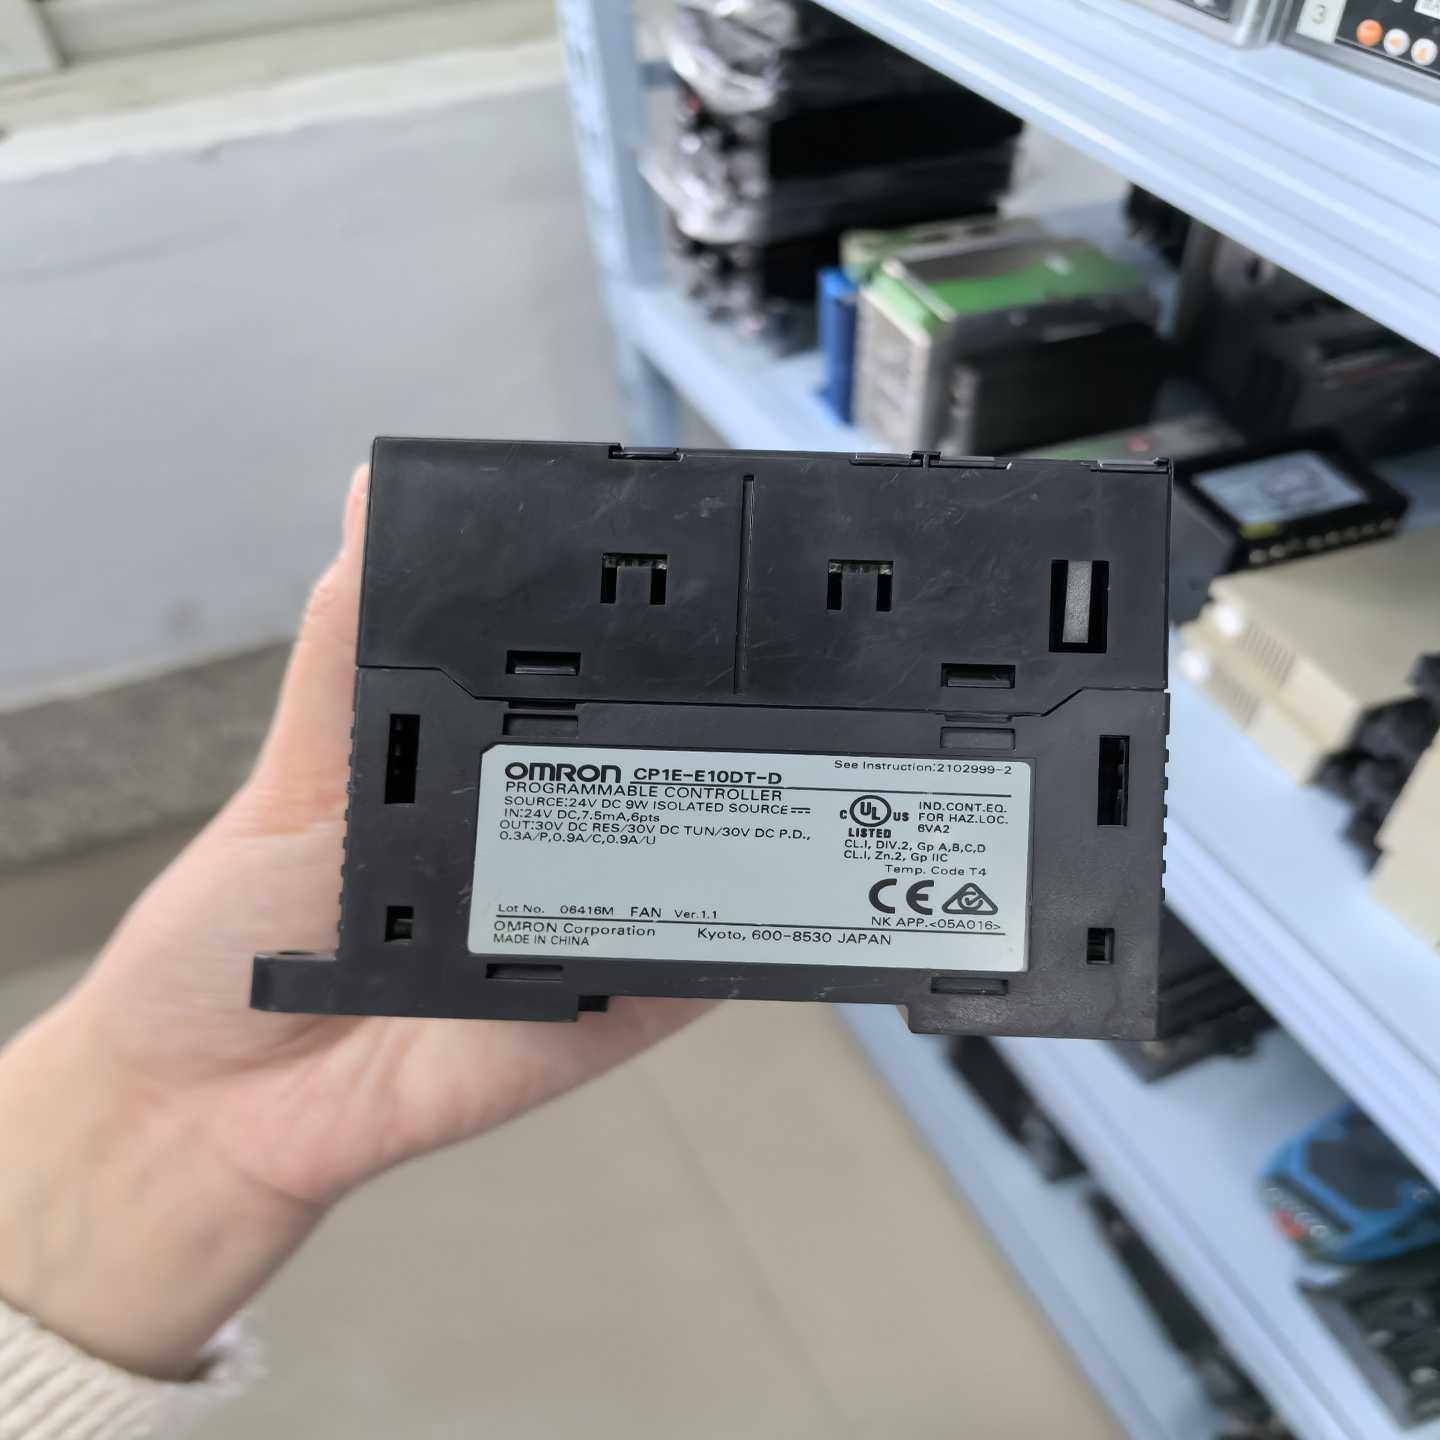 OMRON CP1E-E10DT-D
See Instruction:2102999-2
PROGRAMMABLE CONTROLLER
SOURCE:24V DC 9W ISOLATED SOURCE
IN:24V DC,7.5mA,6pts
OUT:30V DC RES/30V DC TUN/30V DC P.D.,
0.3A/P,0.9A/C,0.9A/U
C UL US
LISTED
IND.CONT.EQ.
FOR HAZ.LOC.
6VA2
CL.I, DIV.2, Gp A,B,C,D
CL.I, Zn.2, Gp IIC
Temp. Code T4
CE
NK APP.<05A016>
Lot No. 06416M FAN Ver.1.1
OMRON Corporation Kyoto, 600-8530 JAPAN
MADE IN CHINA
3